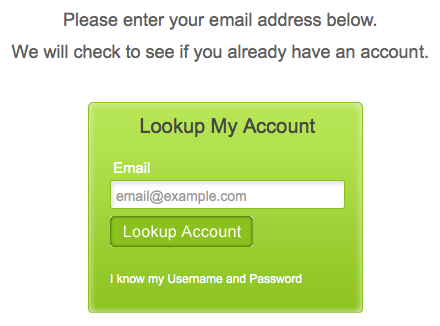 Please enter your email address below.
We will check to see if you already have an account.
Lookup My Account
Email
email@example.com
Lookup Account
I know my Username and Password